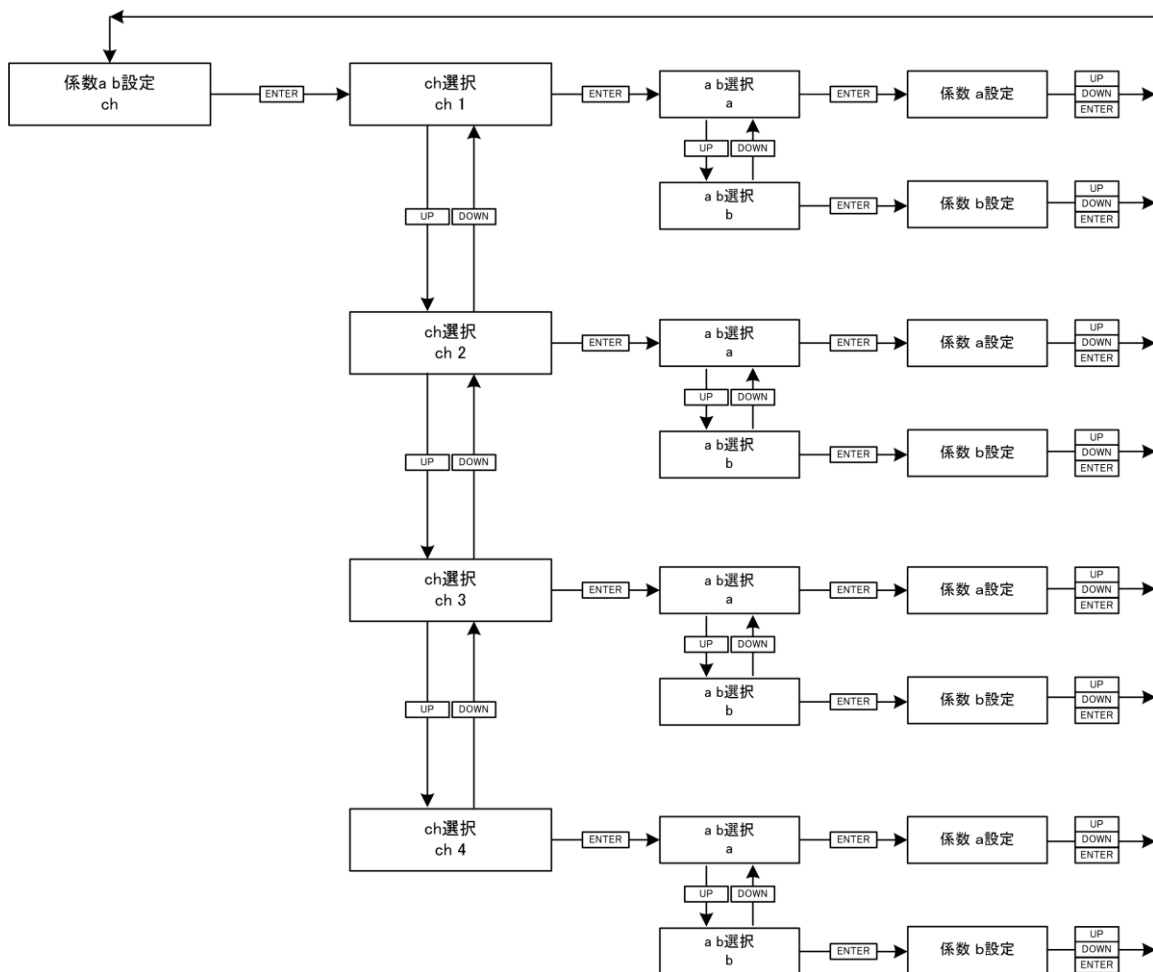 係数a b設定
ch
ENTER
ch選択
ch 1
ENTER
a b選択
a
ENTER
係数 a設定
UP
DOWN
ENTER
UP
DOWN
a b選択
b
ENTER
係数 b設定
UP
DOWN
ENTER
UP
DOWN
ch選択
ch 2
ENTER
a b選択
a
ENTER
係数 a設定
UP
DOWN
ENTER
UP
DOWN
a b選択
b
ENTER
係数 b設定
UP
DOWN
ENTER
UP
DOWN
ch選択
ch 3
ENTER
a b選択
a
ENTER
係数 a設定
UP
DOWN
ENTER
UP
DOWN
a b選択
b
ENTER
係数 b設定
UP
DOWN
ENTER
UP
DOWN
ch選択
ch 4
ENTER
a b選択
a
ENTER
係数 a設定
UP
DOWN
ENTER
UP
DOWN
a b選択
b
ENTER
係数 b設定
UP
DOWN
ENTER